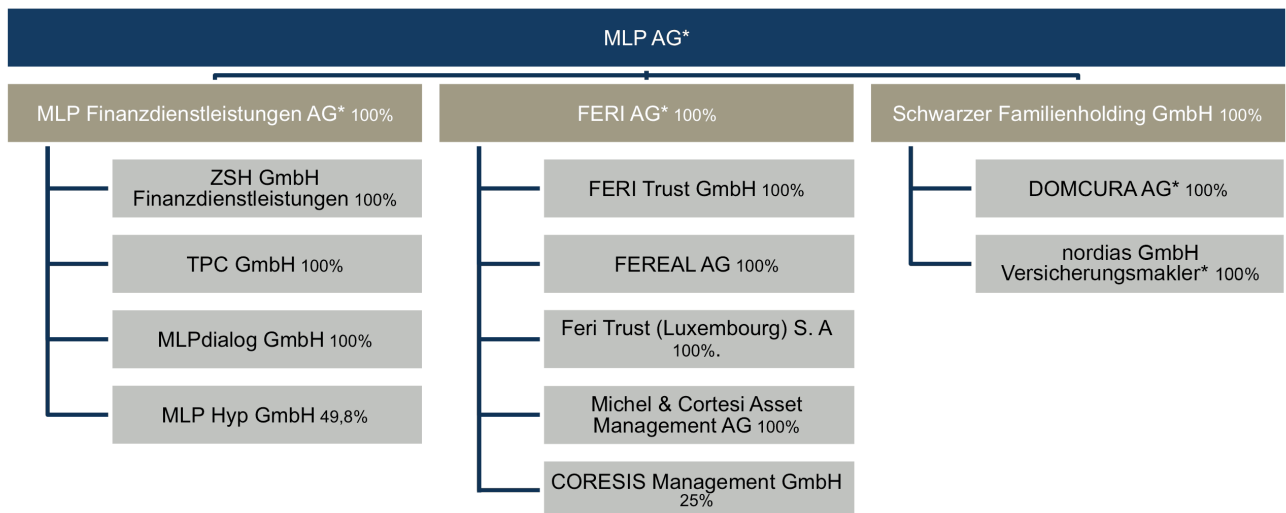 MLP AG*
MLP Finanzdienstleistungen AG* 100%
FERI AG* 100%
Schwarzer Familienholding GmbH 100%
ZSH GmbH
Finanzdienstleistungen 100%
TPC GmbH 100%
MLPdialog GmbH 100%
MLP Hyp GmbH 49,8%
FERI Trust GmbH 100%
FEREAL AG 100%
Feri Trust (Luxembourg) S. A
100%.
Michel & Cortesi Asset
Management AG 100%
CORESIS Management GmbH
25%
DOMCURA AG* 100%
nordias GmbH
Versicherungsmakler* 100%